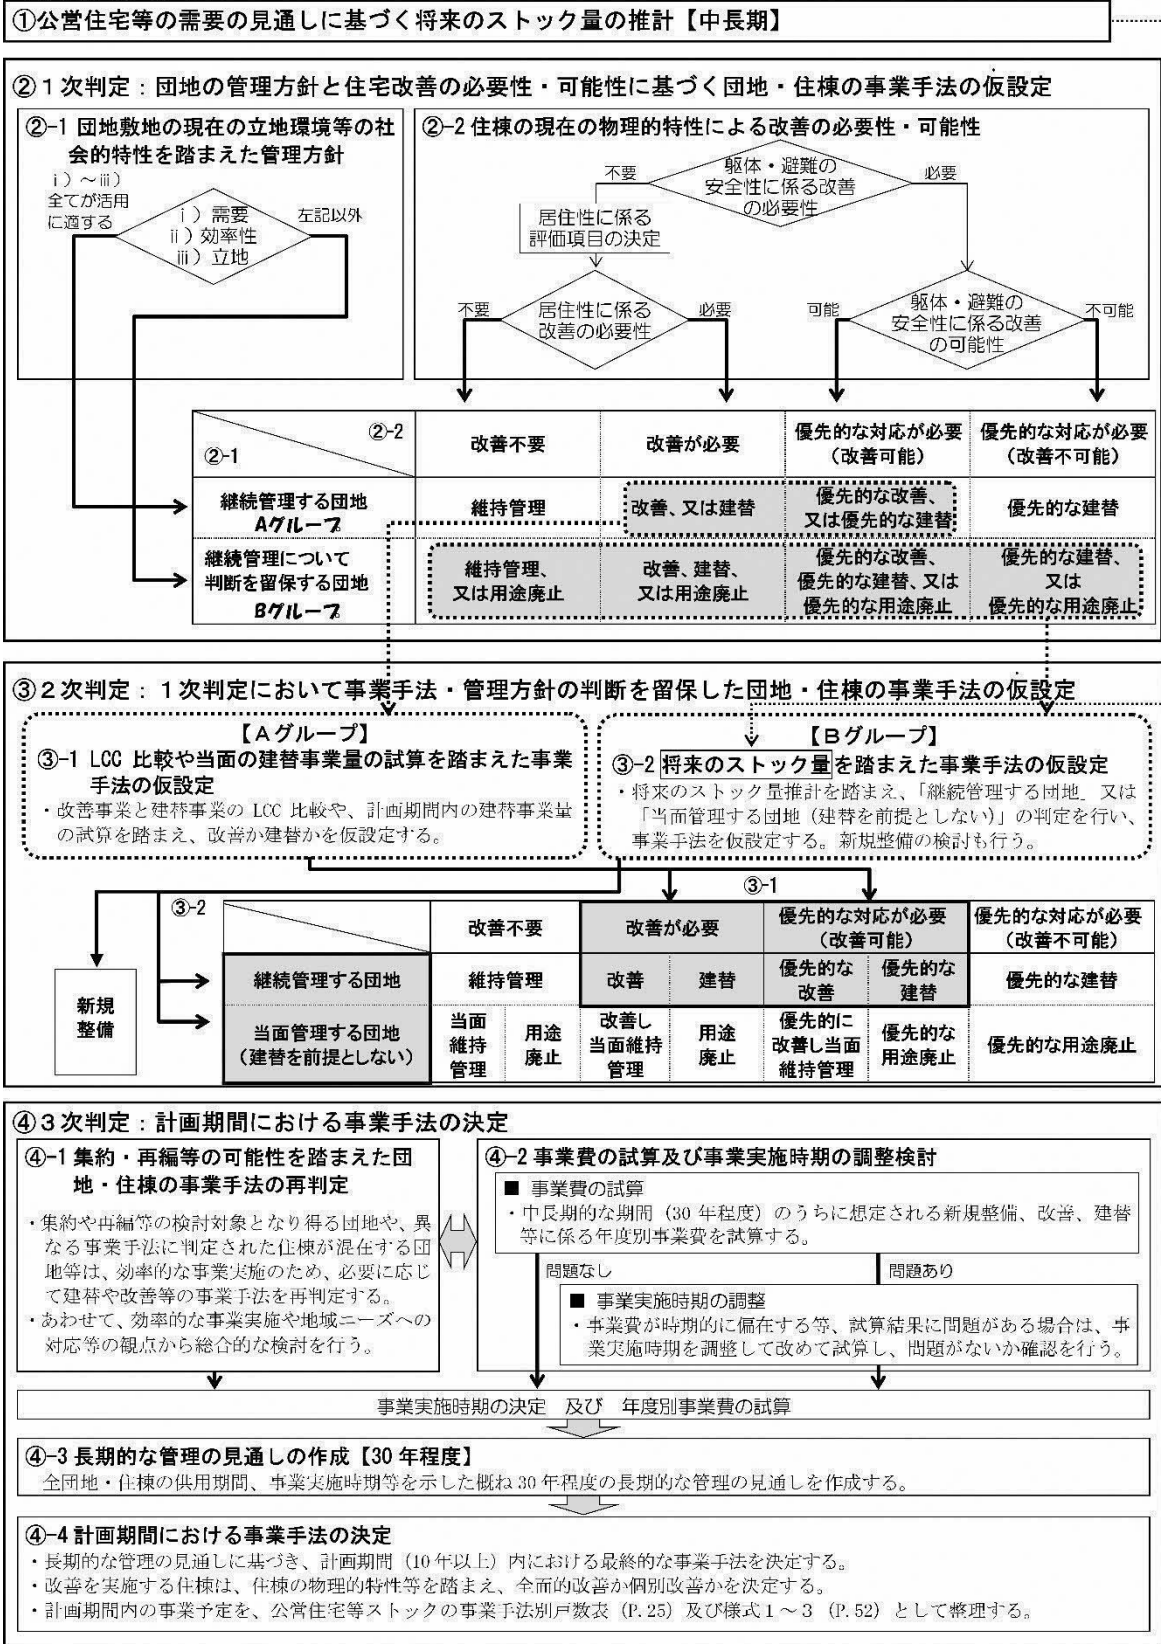 ①公営住宅等の需要の見通しに基づく将来のストック量の推計【中長期】
②１次判定：団地の管理方針と住宅改善の必要性・可能性に基づく団地・住棟の事業手法の仮設定
②-1 団地敷地の現在の立地環境等の社
会的特性を踏まえた管理方針
ⅰ）～ⅲ）
全てが活用
に適する
ⅰ）需要
ⅱ）効率性
ⅲ）立地
左記以外
②-2 住棟の現在の物理的特性による改善の必要性・可能性
不要
躯体・避難の
安全性に係る改善
の必要性
必要
居住性に係る
評価項目の決定
不要
居住性に係る
改善の必要性
必要
可能
躯体・避難の
安全性に係る改善
の可能性
不可能
②-2
②-1
改善不要
改善が必要
優先的な対応が必要
（改善可能）
優先的な対応が必要
（改善不可能）
継続管理する団地
Aグループ
維持管理
改善、又は建替
優先的な改善、
又は優先的な建替
優先的な建替
継続管理について
判断を留保する団地
Bグループ
維持管理、
又は用途廃止
改善、建替、
又は用途廃止
優先的な改善、
優先的な建替、又は
優先的な用途廃止
優先的な建替、
又は
優先的な用途廃止
③２次判定：１次判定において事業手法・管理方針の判断を留保した団地・住棟の事業手法の仮設定
【Ａグループ】
③-1 LCC 比較や当面の建替事業量の試算を踏まえた事業
手法の仮設定
・改善事業と建替事業の LCC 比較や、計画期間内の建替事業量
の試算を踏まえ、改善か建替かを仮設定する。
【Ｂグループ】
③-2 将来のストック量を踏まえた事業手法の仮設定
・将来のストック量推計を踏まえ、「継続管理する団地」又は
「当面管理する団地（建替を前提としない）」の判定を行い、
事業手法を仮設定する。新規整備の検討も行う。
③-1
③-2
新規
整備
改善不要
改善が必要
優先的な対応が必要
（改善可能）
優先的な対応が必要
（改善不可能）
継続管理する団地
維持管理
改善
建替
優先的な
改善
優先的な
建替
優先的な建替
当面管理する団地
（建替を前提としない）
当面
維持
管理
用途
廃止
改善し
当面維持
管理
用途
廃止
優先的に
改善し当面
維持管理
優先的な
用途廃止
優先的な用途廃止
④３次判定：計画期間における事業手法の決定
④-1 集約・再編等の可能性を踏まえた団
地・住棟の事業手法の再判定
・集約や再編等の検討対象となり得る団地や、異
なる事業手法に判定された住棟が混在する団
地等は、効率的な事業実施のため、必要に応じ
て建替や改善等の事業手法を再判定する。
・あわせて、効率的な事業実施や地域ニーズへの
対応等の観点から総合的な検討を行う。
④-2 事業費の試算及び事業実施時期の調整検討
■ 事業費の試算
・中長期的な期間（30 年程度）のうちに想定される新規整備、改善、建替
等に係る年度別事業費を試算する。
問題なし
問題あり
■ 事業実施時期の調整
・事業費が時期的に偏在する等、試算結果に問題がある場合は、事
業実施時期を調整して改めて試算し、問題がないか確認を行う。
事業実施時期の決定　及び　年度別事業費の試算
④-3 長期的な管理の見通しの作成【30 年程度】
全団地・住棟の供用期間、事業実施時期等を示した概ね 30 年程度の長期的な管理の見通しを作成する。
④-4 計画期間における事業手法の決定
・長期的な管理の見通しに基づき、計画期間（10 年以上）内における最終的な事業手法を決定する。
・改善を実施する住棟は、住棟の物理的特性等を踏まえ、全面的改善か個別改善かを決定する。
・計画期間内の事業予定を、公営住宅等ストックの事業手法別戸数表（P.25）及び様式１～３（P.52）として整理する。